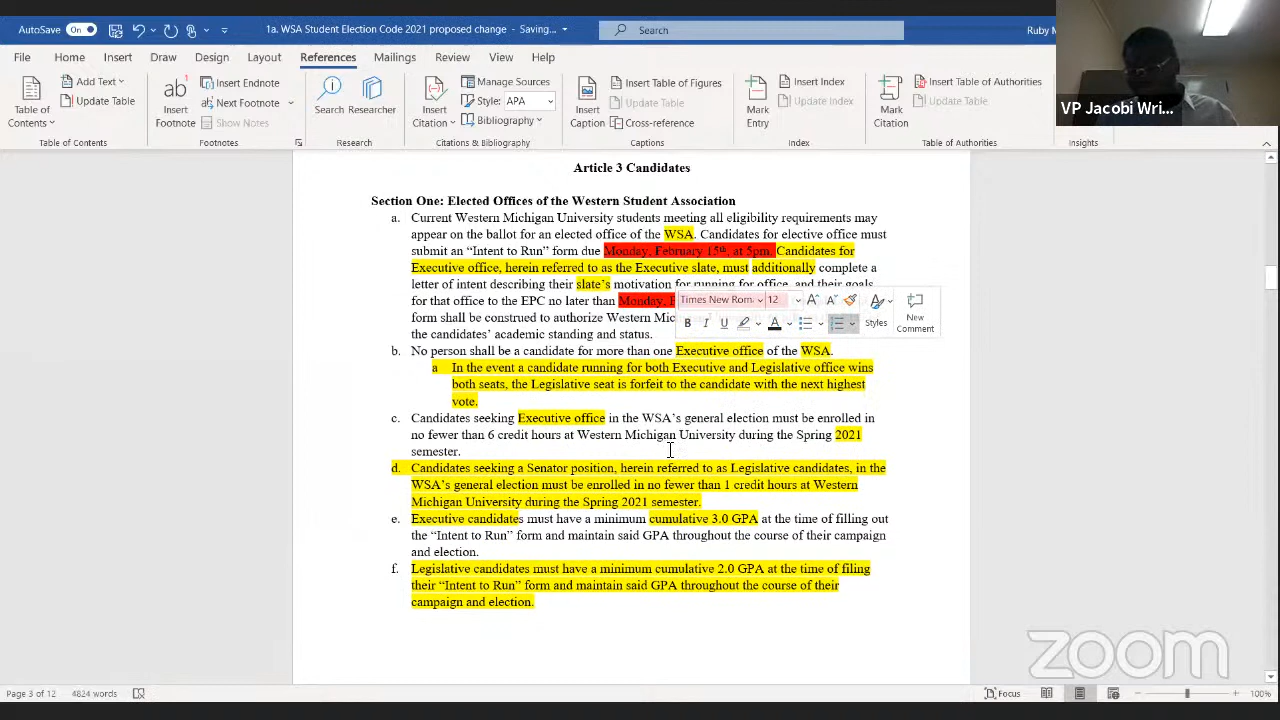 AutoSave On 1a. WSA Student Election Code 2021 proposed change - Saving... Search Ruby M
File Home Insert Draw Design Layout References Mailings Review View Help
VP Jacobi Wri...
Table of Contents Add Text Update Table
Insert Footnote Insert Endnote Next Footnote Show Notes
Search Researcher
Insert Citation Manage Sources Style: APA Bibliography
Insert Caption Insert Table of Figures Update Table Cross-reference
Mark Entry Insert Index Update Index
Mark Citation Insert Table of Authorities Update Table
Table of Contents Footnotes Research Citations & Bibliography Captions Index Table of Authorities Insights
Article 3 Candidates
Section One: Elected Offices of the Western Student Association
a. Current Western Michigan University students meeting all eligibility requirements may
appear on the ballot for an elected office of the WSA. Candidates for elective office must
submit an “Intent to Run” form due Monday, February 15th, at 5pm. Candidates for
Executive office, herein referred to as the Executive slate, must additionally complete a
letter of intent describing their slate’s motivation for running for office, and their goals
for that office to the EPC no later than Monday,
form shall be construed to authorize Western
the candidates’ academic standing and status.
Times New Rom 12
New Comment
Styles
b. No person shall be a candidate for more than one Executive office of the WSA.
a In the event a candidate running for both Executive and Legislative office wins
both seats, the Legislative seat is forfeit to the candidate with the next highest
vote.
c. Candidates seeking Executive office in the WSA’s general election must be enrolled in
no fewer than 6 credit hours at Western Michigan University during the Spring 2021
semester.
d. Candidates seeking a Senator position, herein referred to as Legislative candidates, in the
WSA’s general election must be enrolled in no fewer than 1 credit hours at Western
Michigan University during the Spring 2021 semester.
e. Executive candidates must have a minimum cumulative 3.0 GPA at the time of filling out
the “Intent to Run” form and maintain said GPA throughout the course of their campaign
and election.
f. Legislative candidates must have a minimum cumulative 2.0 GPA at the time of filing
their “Intent to Run” form and maintain said GPA throughout the course of their
campaign and election.
zoom
Page 3 of 12 4824 words Focus 100%